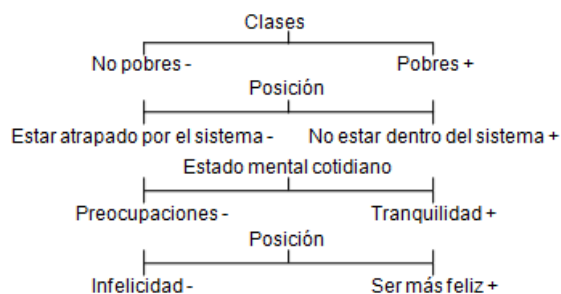 Clases
No pobres - Pobres +
Posición
Estar atrapado por el sistema - No estar dentro del sistema +
Estado mental cotidiano
Preocupaciones - Tranquilidad +
Posición
Infelicidad - Ser más feliz +